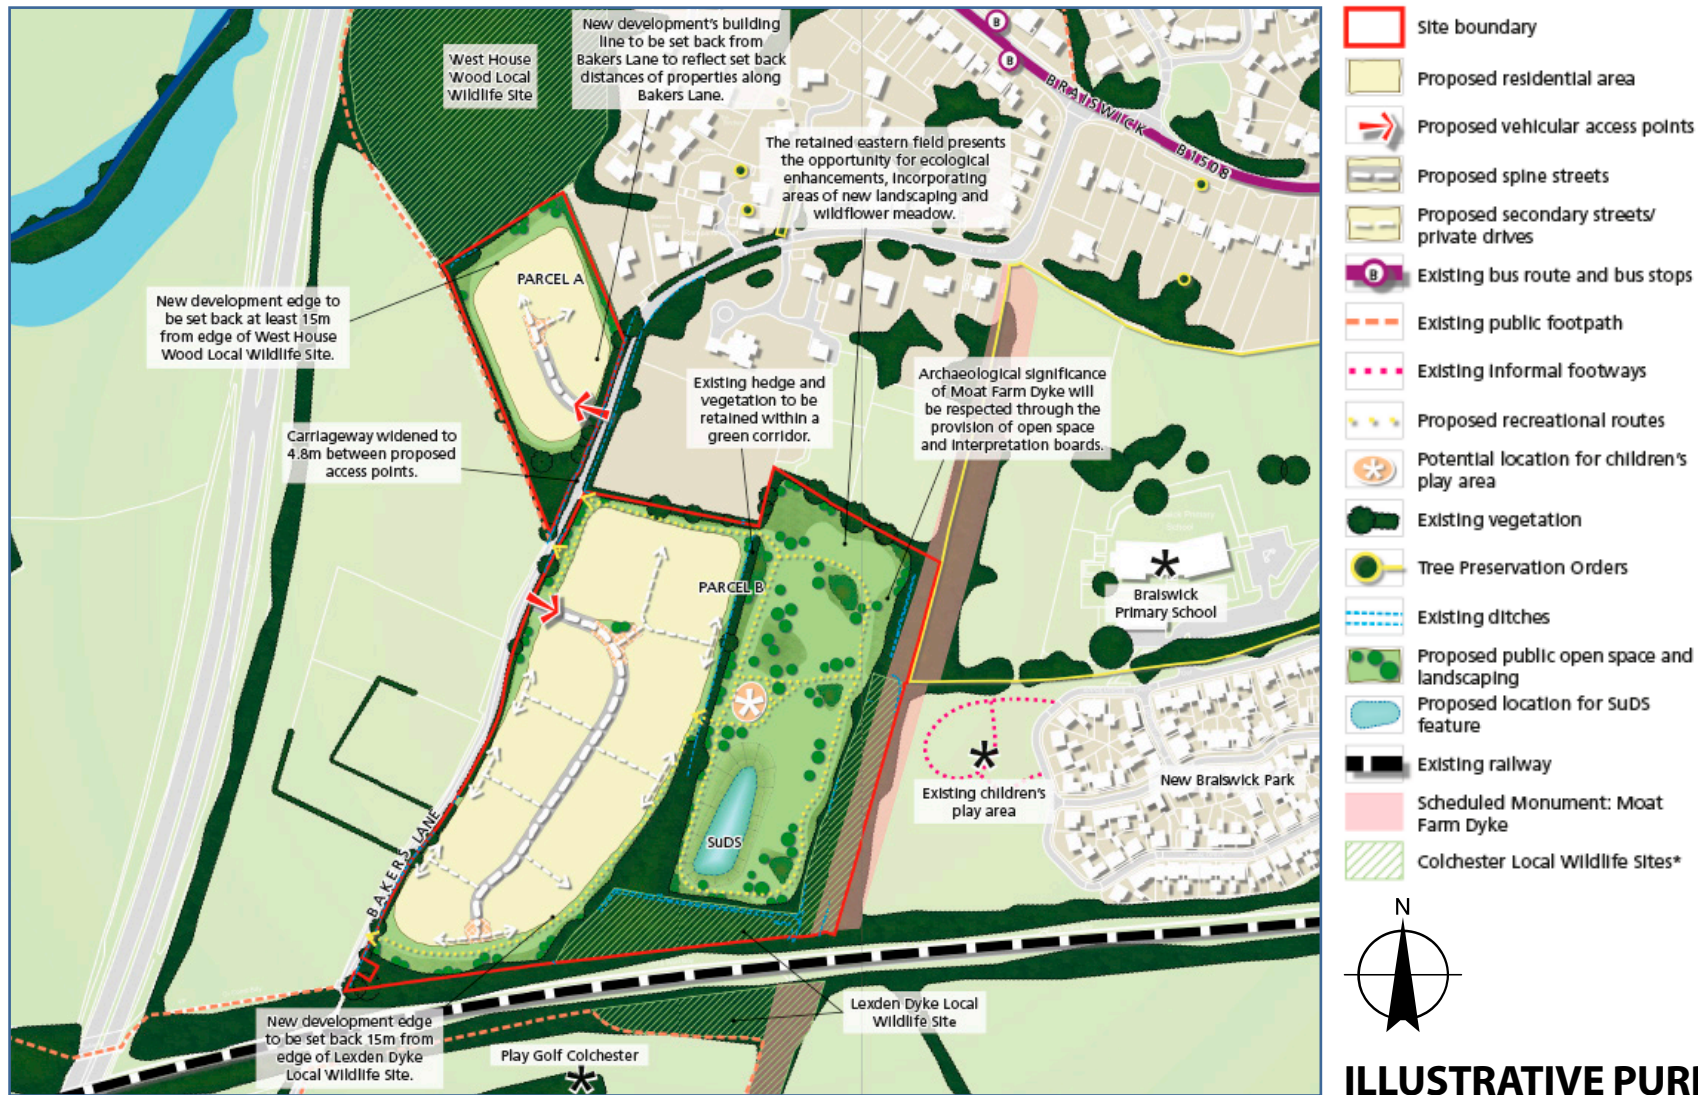 West House
Wood Local
Wildlife Site
New development's building
line to be set back from
Bakers Lane to reflect set back
distances of properties along
Bakers Lane.
B
B
BRAISWICK
B1508
The retained eastern field presents
the opportunity for ecological
enhancements, incorporating
areas of new landscaping and
wildflower meadow.
PARCEL A
New development edge to
be set back at least 15m
from edge of West House
Wood Local Wildlife Site.
Existing hedge and
vegetation to be
retained within a
green corridor.
Archaeological significance
of Moat Farm Dyke will
be respected through the
provision of open space
and interpretation boards.
Carriageway widened to
4.8m between proposed
access points.
PARCEL B
Braiswick
Primary School
New Braiswick Park
Existing children's
play area
SuDS
BAKERS LANE
Lexden Dyke Local
Wildlife Site
New development edge
to be set back 15m from
edge of Lexden Dyke
Local Wildlife Site.
Play Golf Colchester
Site boundary
Proposed residential area
Proposed vehicular access points
Proposed spine streets
Proposed secondary streets/
private drives
B
Existing bus route and bus stops
Existing public footpath
Existing informal footways
Proposed recreational routes
Potential location for children's
play area
Existing vegetation
Tree Preservation Orders
Existing ditches
Proposed public open space and
landscaping
Proposed location for SuDS
feature
Existing railway
Scheduled Monument: Moat
Farm Dyke
Colchester Local Wildlife Sites*
N
ILLUSTRATIVE PUR